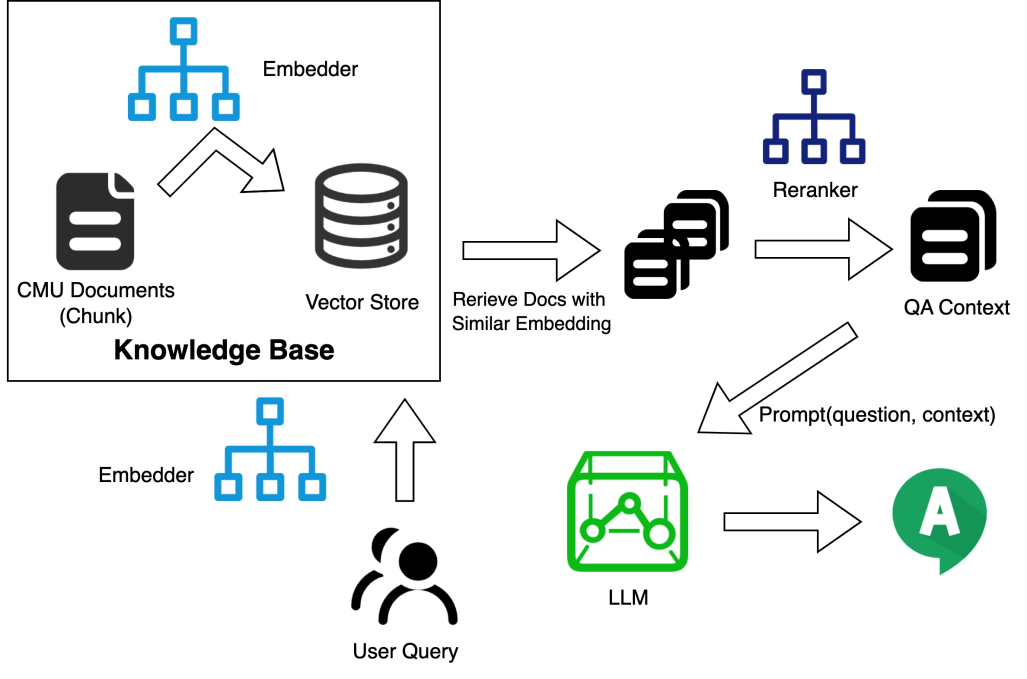 Embedder
CMU Documents
(Chunk)
Vector Store
Knowledge Base
Rerieve Docs with
Similar Embedding
Reranker
QA Context
Prompt(question, context)
Embedder
User Query
LLM
A